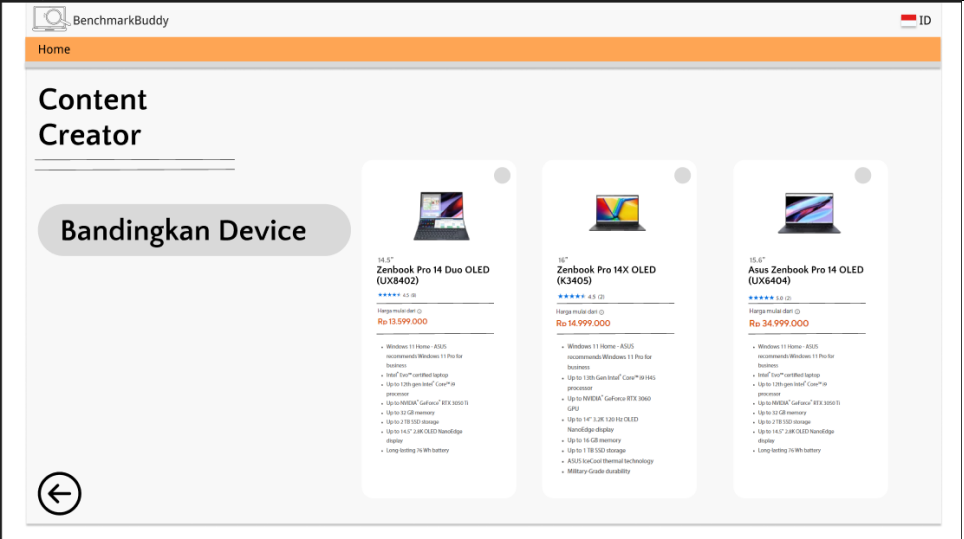 BenchmarkBuddy
ID
Home
Content
Creator
Bandingkan Device
14.5"
Zenbook Pro 14 Duo OLED
(UX8402)
4.5 (8)
Harga mulai dari
Rp 13.599.000
• Windows 11 Home - ASUS
recommends Windows 11 Pro for
business
• Intel® Evo™ certified laptop
• Up to 12th gen Intel® Core™ i9
processor
• Up to NVIDIA® GeForce® RTX 3050 Ti
• Up to 32 GB memory
• Up to 2 TB SSD storage
• Up to 14.5" 2.8K OLED NanoEdge
display
• Long-lasting 76 Wh battery
16"
Zenbook Pro 14X OLED
(K3405)
4.5 (2)
Harga mulai dari
Rp 14.999.000
• Windows 11 Home - ASUS
recommends Windows 11 Pro for
business
• Up to 13th Gen Intel® Core™ i9 H45
processor
• Up to NVIDIA® GeForce RTX 3060
GPU
• Up to 14" 3.2K 120 Hz OLED
NanoEdge display
• Up to 16 GB memory
• Up to 1 TB SSD storage
• ASUS IceCool thermal technology
• Military-Grade durability
15.6"
Asus Zenbook Pro 14 OLED
(UX6404)
5.0 (2)
Harga mulai dari
Rp 34.999.000
• Windows 11 Home - ASUS
recommends Windows 11 Pro for
business
• Intel® Evo™ certified laptop
• Up to 12th gen Intel® Core™ i9
processor
• Up to NVIDIA® GeForce® RTX 3050 Ti
• Up to 32 GB memory
• Up to 2 TB SSD storage
• Up to 14.5" 2.8K OLED NanoEdge
display
• Long-lasting 76 Wh battery